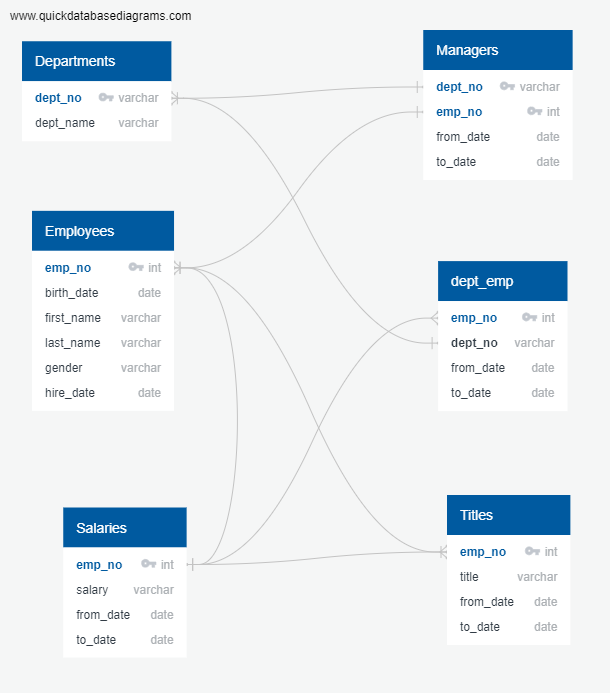 www.quickdatabasediagrams.com
Departments
dept_no varchar
dept_name varchar
Managers
dept_no varchar
emp_no int
from_date date
to_date date
Employees
emp_no int
birth_date date
first_name varchar
last_name varchar
gender varchar
hire_date date
dept_emp
emp_no int
dept_no varchar
from_date date
to_date date
Salaries
emp_no int
salary varchar
from_date date
to_date date
Titles
emp_no int
title varchar
from_date date
to_date date